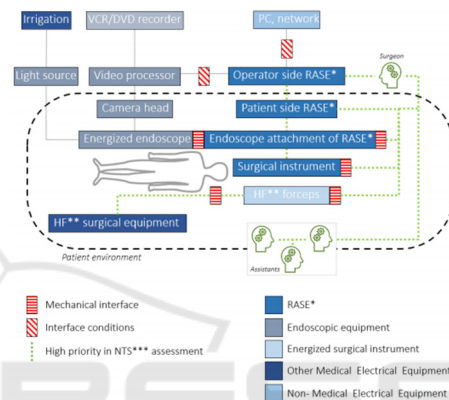 Irrigation
VCR/DVD recorder
PC, network
Surgeon
Light source
Video processor
Operator side RASE*
Camera head
Patient side RASE*
Energized endoscope
Endoscope attachment of RASE*
Surgical instrument
HF** forceps
HF** surgical equipment
Patient environment
Assistants
Mechanical interface
Interface conditions
High priority in NTS*** assessment
RASE*
Endoscopic equipment
Energized surgical instrument
Other Medical Electrical Equipment
Non- Medical Electrical Equipment